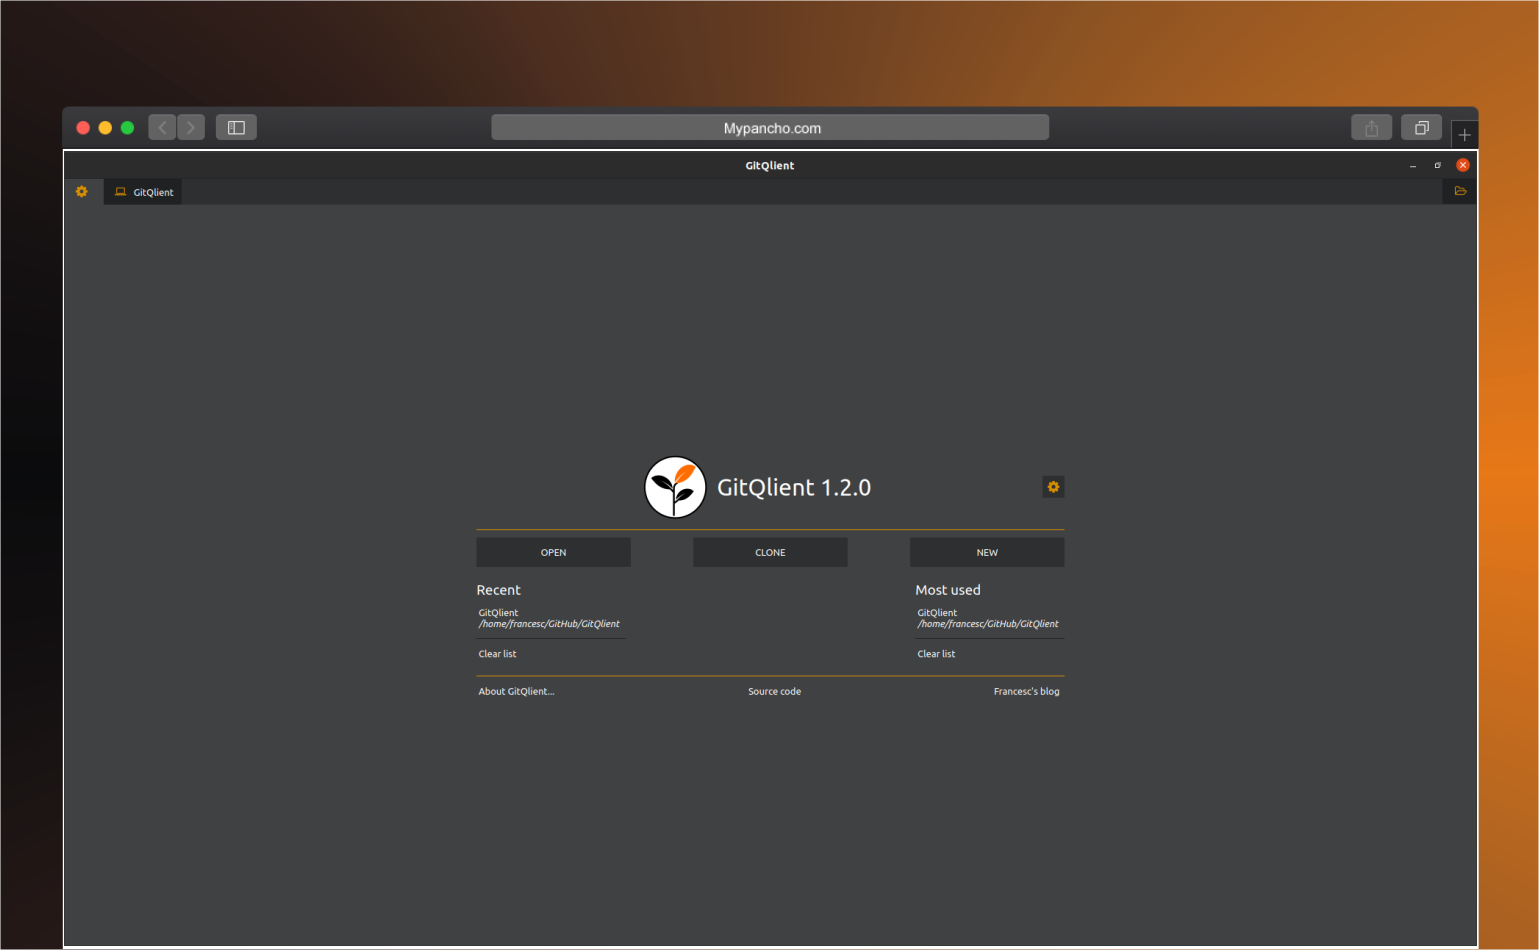 Mypancho.com
GitQlient
GitQlient
GitQlient 1.2.0
OPEN
CLONE
NEW
Recent
GitQlient
/home/francesc/GitHub/GitQlient
Clear list
Most used
GitQlient
/home/francesc/GitHub/GitQlient
Clear list
About GitQlient...
Source code
Francesc's blog